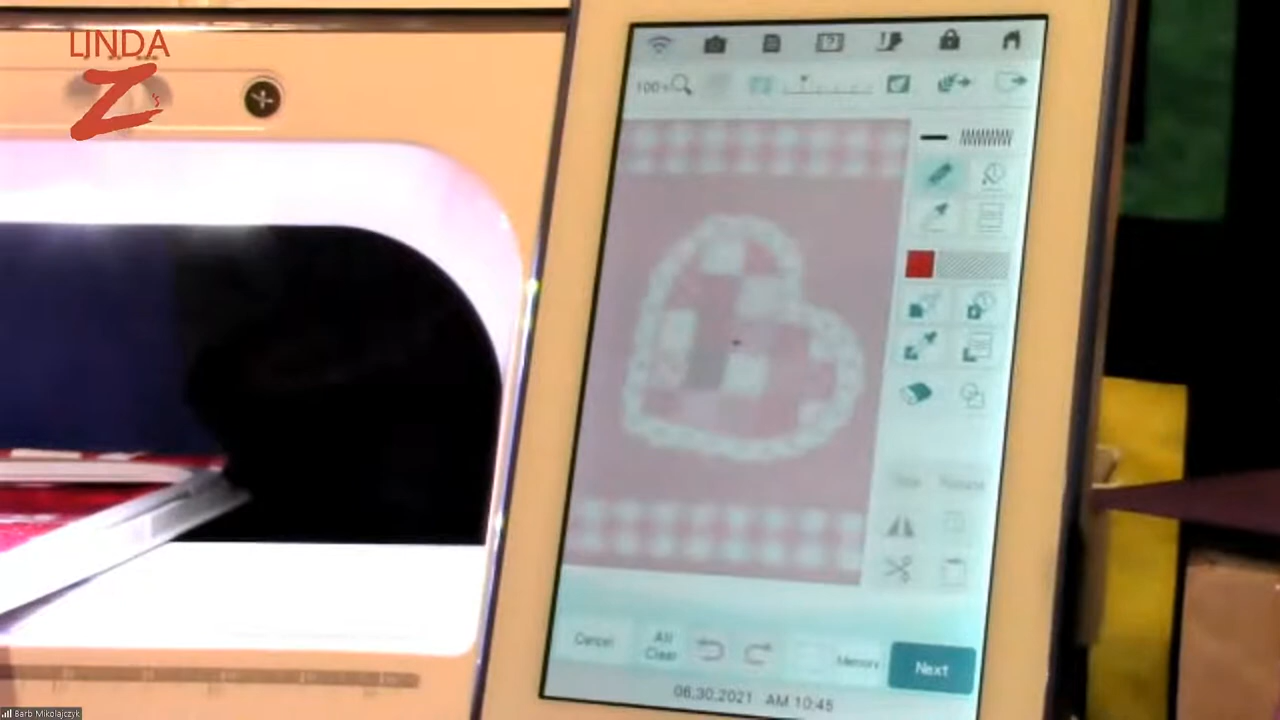 LINDA
Z's
100%
Cancel
All
Clear
Memory
Next
06.30.2021 AM 10:45
Barb Mikolajczyk